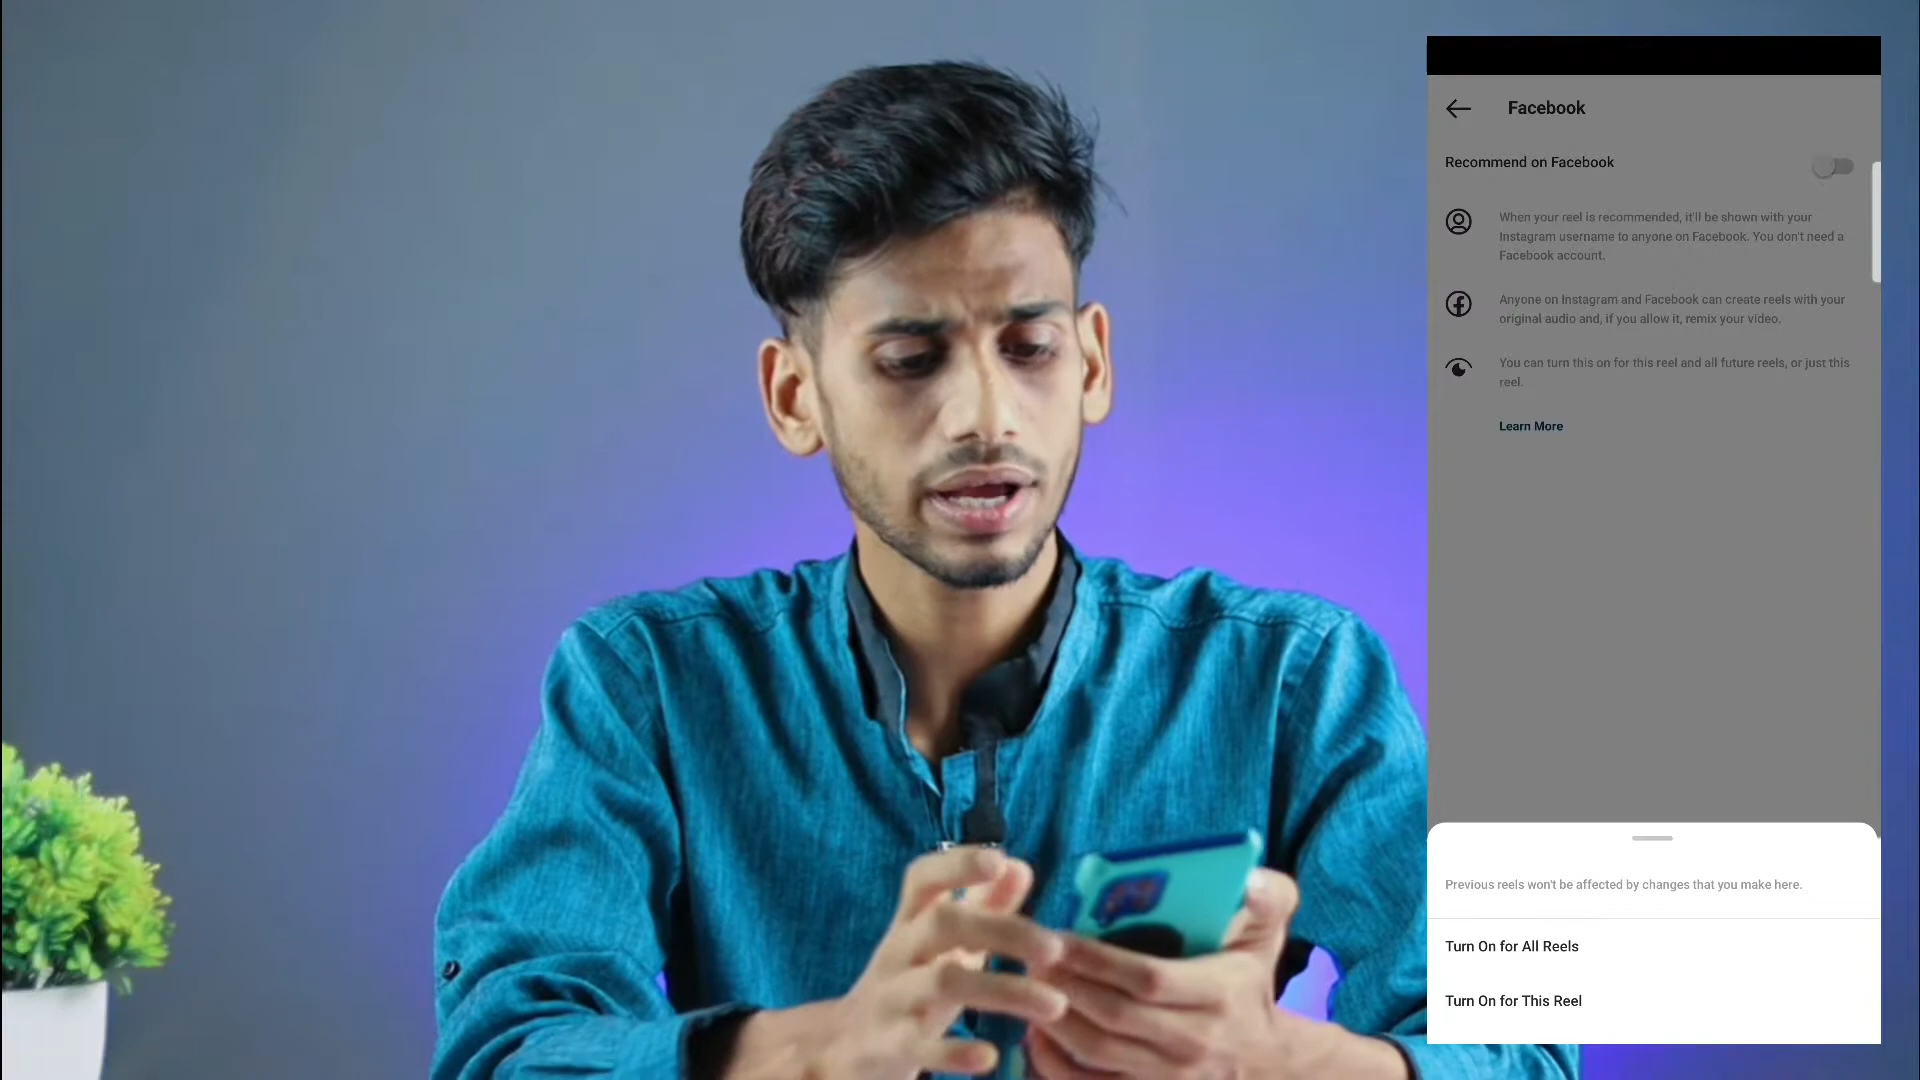 Facebook
Recommend on Facebook
When your reel is recommended, it'll be shown with your
Instagram username to anyone on Facebook. You don't need a
Facebook account.
Anyone on Instagram and Facebook can create reels with your
original audio and, if you allow it, remix your video.
You can turn this on for this reel and all future reels, or just this
reel.
Learn More
Previous reels won't be affected by changes that you make here.
Turn On for All Reels
Turn On for This Reel